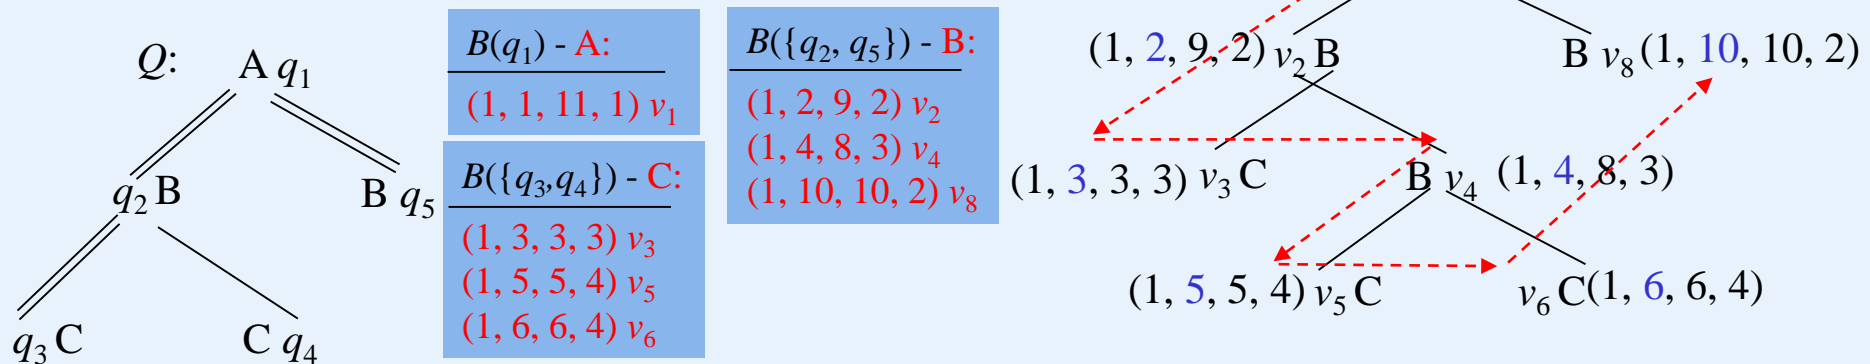 Q:
A q1
q2 B
B q5
q3 C
C q4
B(q1) - A:
(1, 1, 11, 1) v1
B({q3,q4}) - C:
(1, 3, 3, 3) v3
(1, 5, 5, 4) v5
(1, 6, 6, 4) v6
B({q2, q5}) - B:
(1, 2, 9, 2) v2
(1, 4, 8, 3) v4
(1, 10, 10, 2) v8
(1, 2, 9, 2) v2 B
B v8 (1, 10, 10, 2)
(1, 3, 3, 3) v3 C
B v4 (1, 4, 8, 3)
(1, 5, 5, 4) v5 C
v6 C(1, 6, 6, 4)